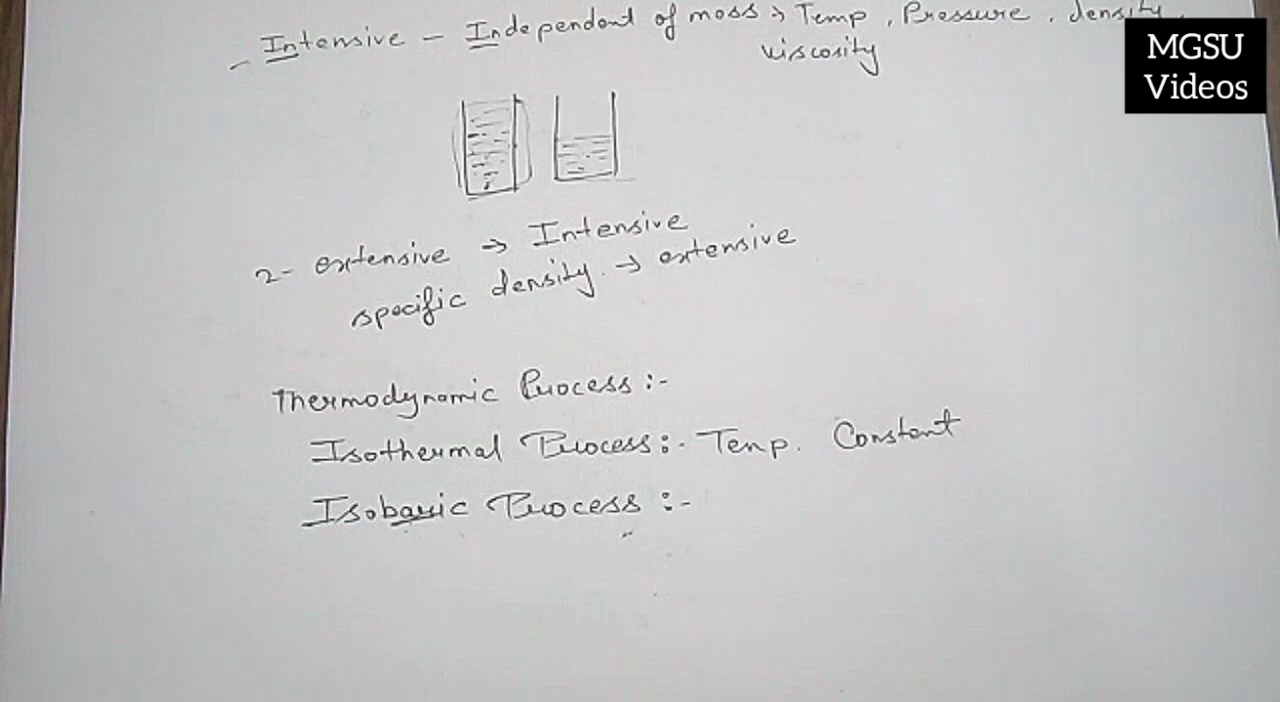 - Intensive - Independent of mass → Temp, Pressure, density,
viscosity
MGSU
Videos
2- extensive → Intensive
specific density. → extensive
Thermodynamic Process :-
Isothermal Process :- Temp. Constant
Isobaric Process :-